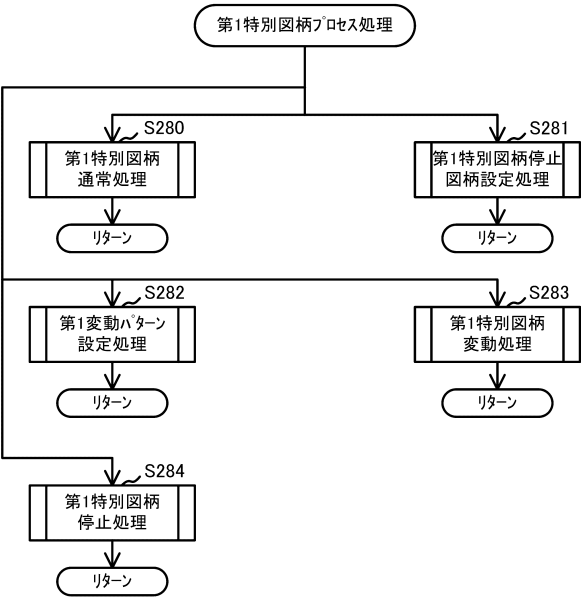 第1特別図柄ﾌﾟﾛｾｽ処理
S280
第1特別図柄
通常処理
ﾘﾀｰﾝ
S281
第1特別図柄停止
図柄設定処理
ﾘﾀｰﾝ
S282
第1変動ﾊﾟﾀｰﾝ
設定処理
ﾘﾀｰﾝ
S283
第1特別図柄
変動処理
ﾘﾀｰﾝ
S284
第1特別図柄
停止処理
ﾘﾀｰﾝ